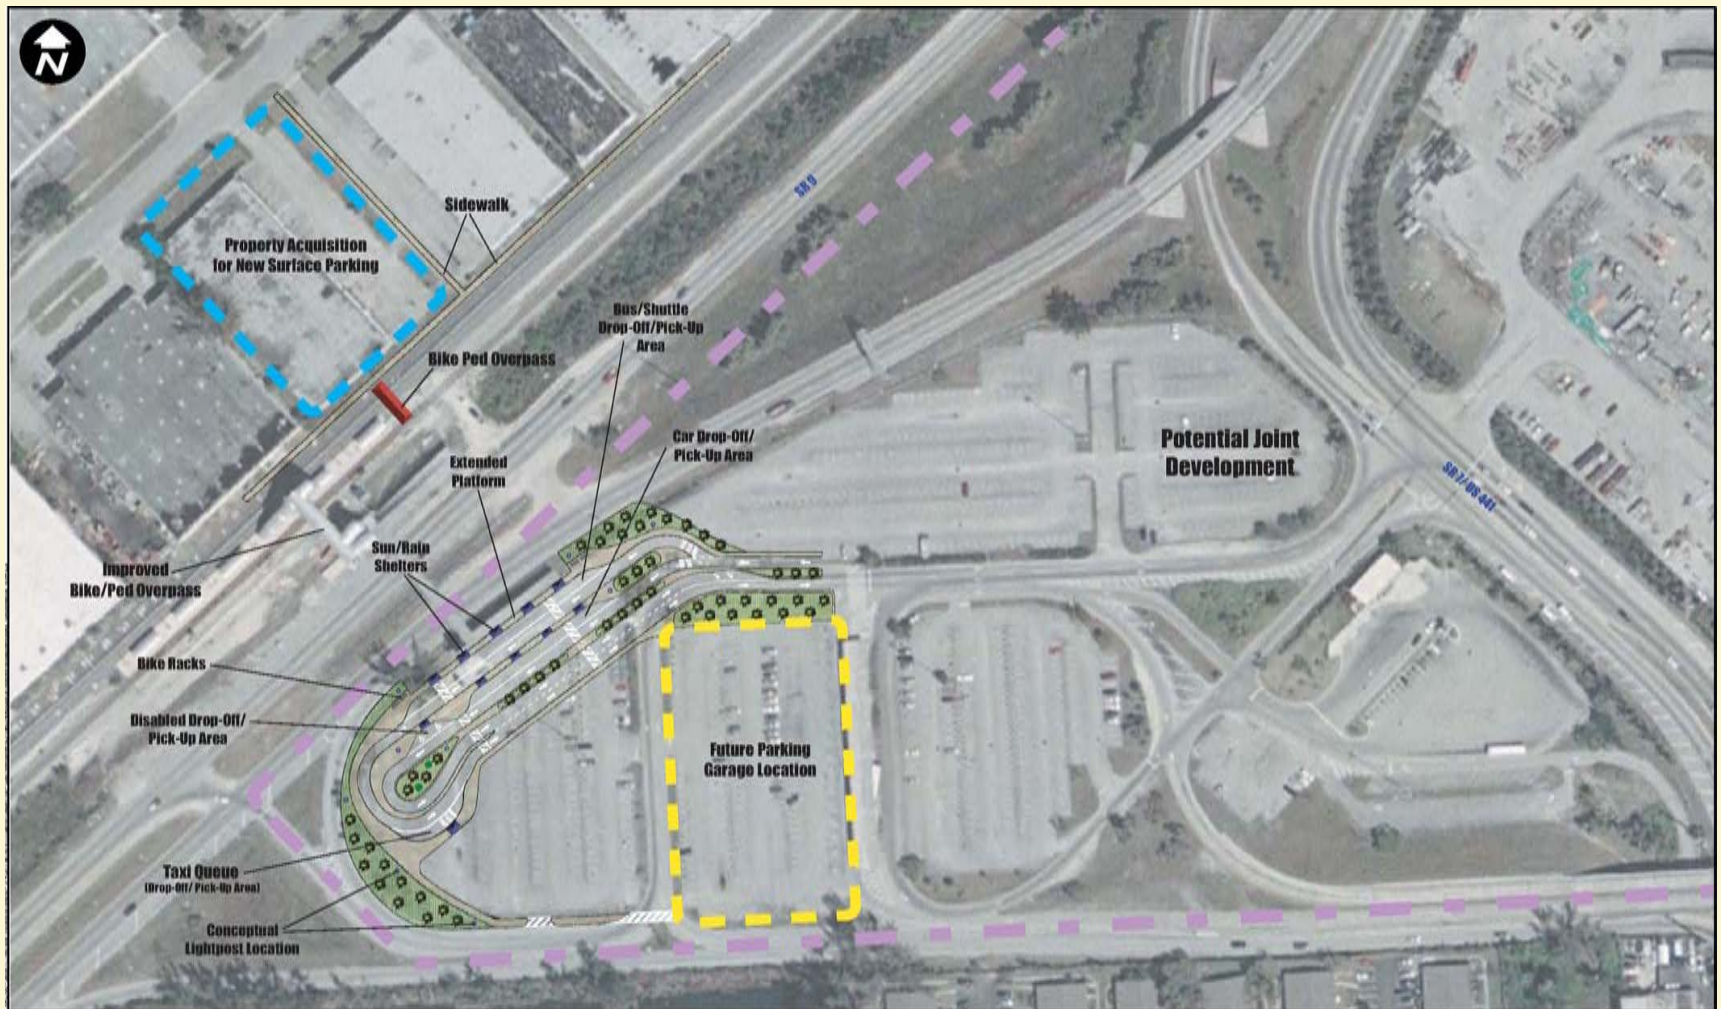 N
SR 9
Sidewalk
Property Acquisition
for New Surface Parking
Bus/Shuttle
Drop-Off/Pick-Up
Area
Bike Ped Overpass
Car Drop-Off/
Pick-Up Area
Potential Joint
Development
Extended
Platform
SR 7/US 441
Sun/Rain
Shelters
Improved
Bike/Ped Overpass
Bike Racks
Disabled Drop-Off/
Pick-Up Area
Future Parking
Garage Location
Taxi Queue
(Drop-Off/ Pick-Up Area)
Conceptual
Lightpost Location